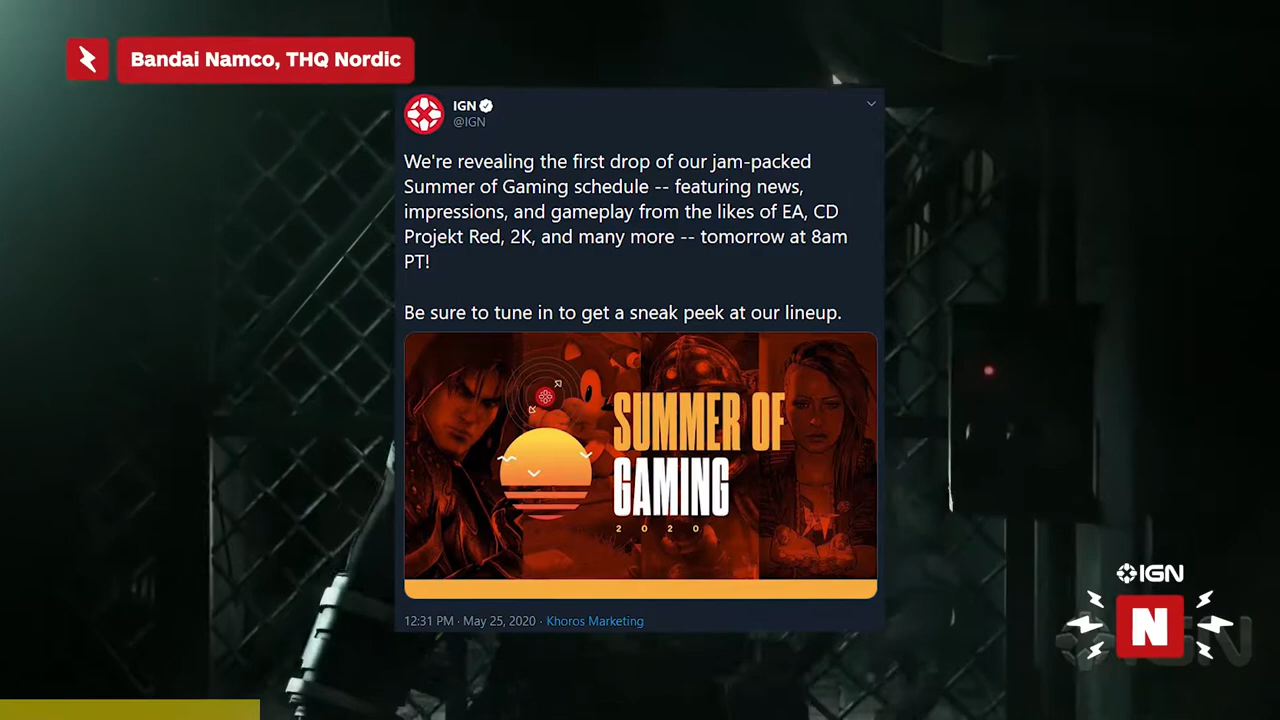 Bandai Namco, THQ Nordic
IGN
@IGN
We're revealing the first drop of our jam-packed
Summer of Gaming schedule -- featuring news,
impressions, and gameplay from the likes of EA, CD
Projekt Red, 2K, and many more -- tomorrow at 8am
PT!
Be sure to tune in to get a sneak peek at our lineup.
SUMMER OF
GAMING
2020
12:31 PM · May 25, 2020 · Khoros Marketing
IGN
N
IGN